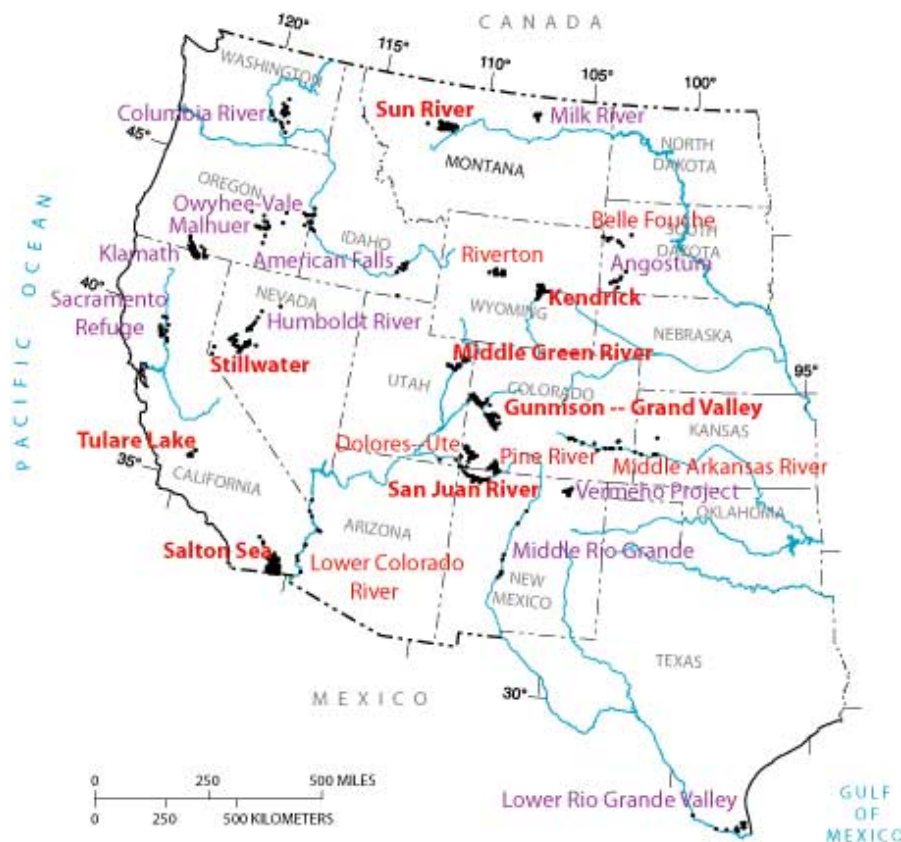 CANADA
120°
115°
110°
105°
100°
WASHINGTON
Columbia River
Sun River
Milk River
45°
MONTANA
NORTH
DAKOTA
OREGON
Owyhee-Vale
Malhuer
Belle Fouche
SOUTH
DAKOTA
Klamath
IDAHO
American Falls
Riverton
Angostura
40°
NEVADA
Kendrick
Sacramento
Refuge
Humboldt River
WYOMING
NEBRASKA
Stillwater
Middle Green River
95°
UTAH
COLORADO
Gunnison -- Grand Valley
KANSAS
Tulare Lake
Dolores--Ute
Pine River
Middle Arkansas River
35°
CALIFORNIA
San Juan River
Vermeho Project
OKLAHOMA
ARIZONA
Salton Sea
Lower Colorado
River
Middle Rio Grande
NEW
MEXICO
PACIFIC OCEAN
TEXAS
MEXICO
30°
0 250 500 MILES
0 250 500 KILOMETERS
Lower Rio Grande Valley
GULF
OF
MEXICO